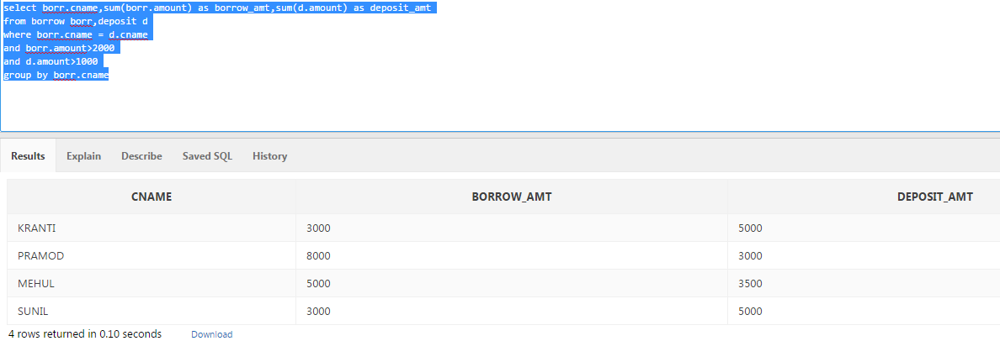 select borr.cname,sum(borr.amount) as borrow_amt,sum(d.amount) as deposit_amt
from borrow borr,deposit d
where borr.cname = d.cname
and borr.amount>2000
and d.amount>1000
group by borr.cname
Results Explain Describe Saved SQL History
CNAME BORROW_AMT DEPOSIT_AMT
KRANTI 3000 5000
PRAMOD 8000 3000
MEHUL 5000 3500
SUNIL 3000 5000
4 rows returned in 0.10 seconds Download